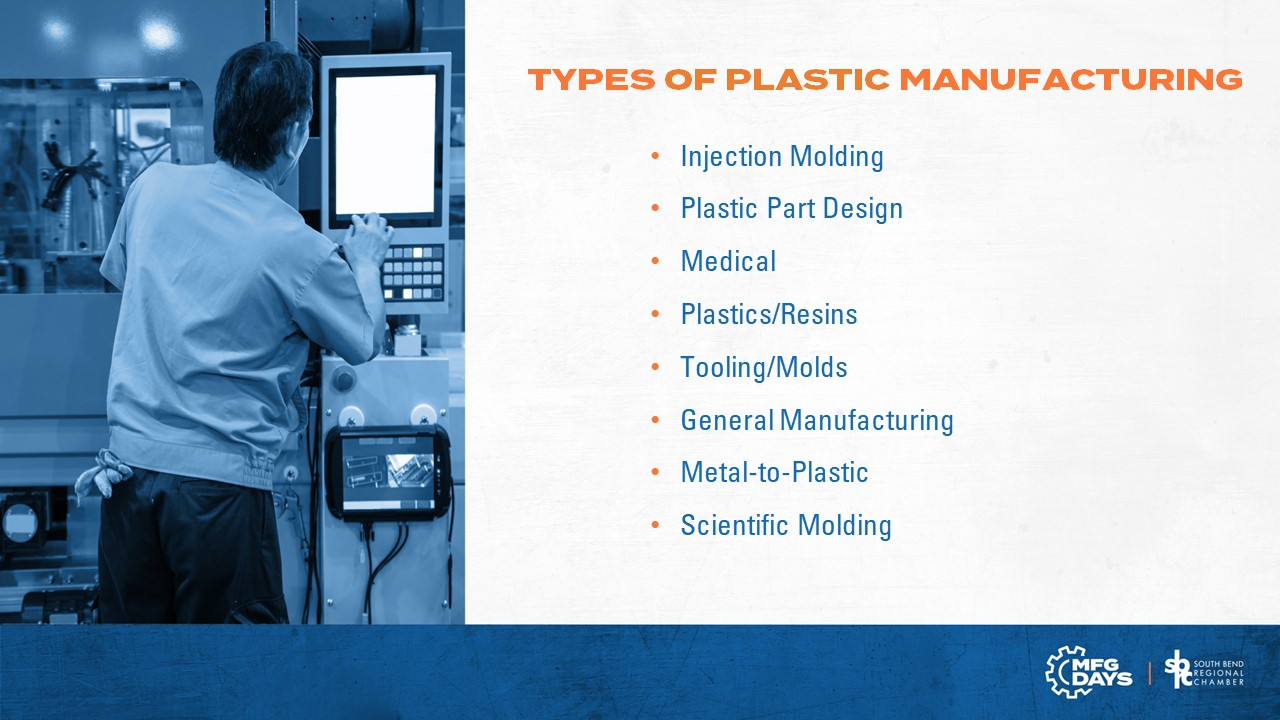 TYPES OF PLASTIC MANUFACTURING
• Injection Molding
• Plastic Part Design
• Medical
• Plastics/Resins
• Tooling/Molds
• General Manufacturing
• Metal-to-Plastic
• Scientific Molding
MFG
DAYS
sbrc
SOUTH BEND
REGIONAL
CHAMBER